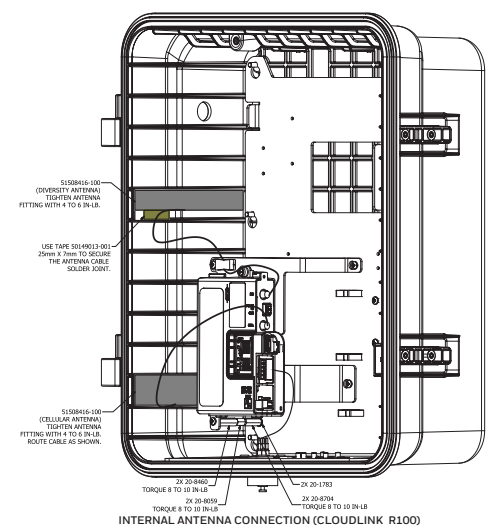 51508416-100
(DIVERSITY ANTENNA)
TIGHTEN ANTENNA
FITTING WITH 4 TO 6 IN-LB.
USE TAPE 50149013-001
25mm X 7mm TO SECURE
THE ANTENNA CABLE
SOLDER JOINT.
51508416-100
(CELLULAR ANTENNA)
TIGHTEN ANTENNA
FITTING WITH 4 TO 6 IN-LB.
ROUTE CABLE AS SHOWN.
2X 20-8460
TORQUE 8 TO 10 IN-LB
2X 20-8059
TORQUE 8 TO 10 IN-LB
2X 20-1783
2X 20-8704
TORQUE 8 TO 10 IN-LB
INTERNAL ANTENNA CONNECTION (CLOUDLINK R100)